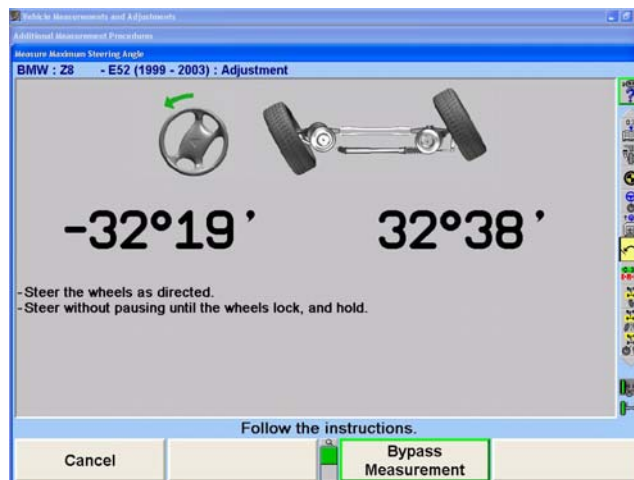 Vehicle Measurements and Adjustments
Additional Measurement Procedures
Measure Maximum Steering Angle
BMW : Z8 - E52 (1999 - 2003) : Adjustment
-32°19 ’ 32°38 ’
-Steer the wheels as directed.
-Steer without pausing until the wheels lock, and hold.
Follow the instructions.
Cancel
Bypass
Measurement